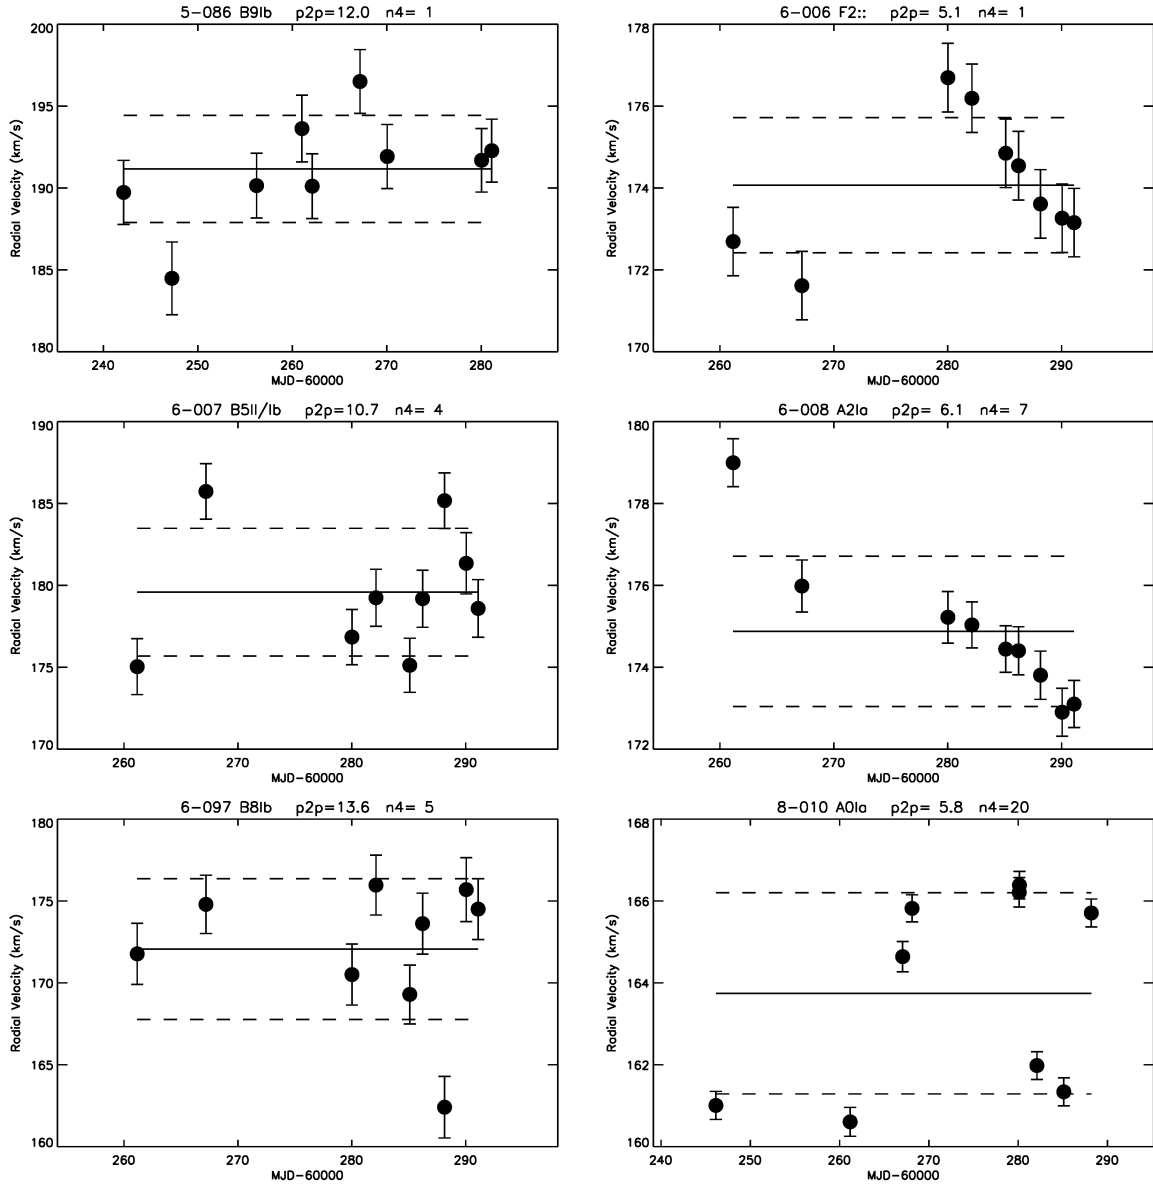 5-086 B9Ib p2p=12.0 n4= 1
200
195
190
185
180
Radial Velocity (km/s)
240 250 260 270 280
MJD-60000
6-006 F2:: p2p= 5.1 n4= 1
178
176
174
172
170
Radial Velocity (km/s)
260 270 280 290
MJD-60000
6-007 B5II/Ib p2p=10.7 n4= 4
190
185
180
175
170
Radial Velocity (km/s)
260 270 280 290
MJD-60000
6-008 A2Ia p2p= 6.1 n4= 7
180
178
176
174
172
Radial Velocity (km/s)
260 270 280 290
MJD-60000
6-097 B8Ib p2p=13.6 n4= 5
180
175
170
165
160
Radial Velocity (km/s)
260 270 280 290
MJD-60000
8-010 A0Ia p2p= 5.8 n4=20
168
166
164
162
160
Radial Velocity (km/s)
240 250 260 270 280 290
MJD-60000